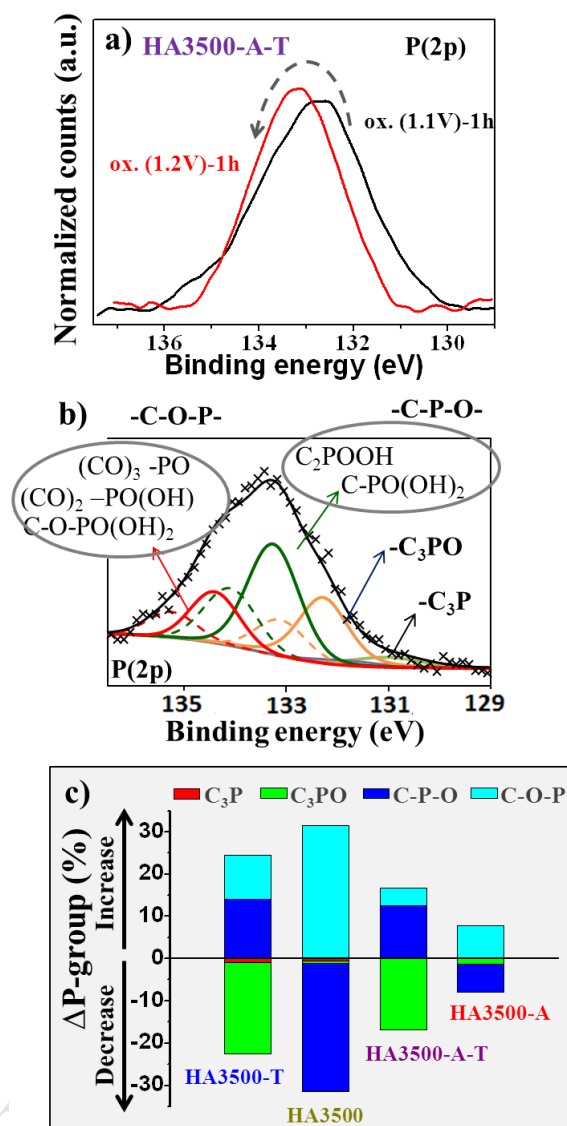 a)
HA3500-A-T
P(2p)
ox. (1.1V)-1h
ox. (1.2V)-1h
Normalized counts (a.u.)
136 134 132 130
Binding energy (eV)
b)
-C-O-P-
-C-P-O-
(CO)₃ -PO
(CO)₂ –PO(OH)
C-O-PO(OH)₂
C₂POOH
C-PO(OH)₂
-C₃PO
-C₃P
P(2p)
135 133 131 129
Binding energy (eV)
c)
C₃P C₃PO C-P-O C-O-P
ΔP-group (%)
Increase
Decrease
30
20
10
0
-10
-20
-30
HA3500-T
HA3500
HA3500-A-T
HA3500-A